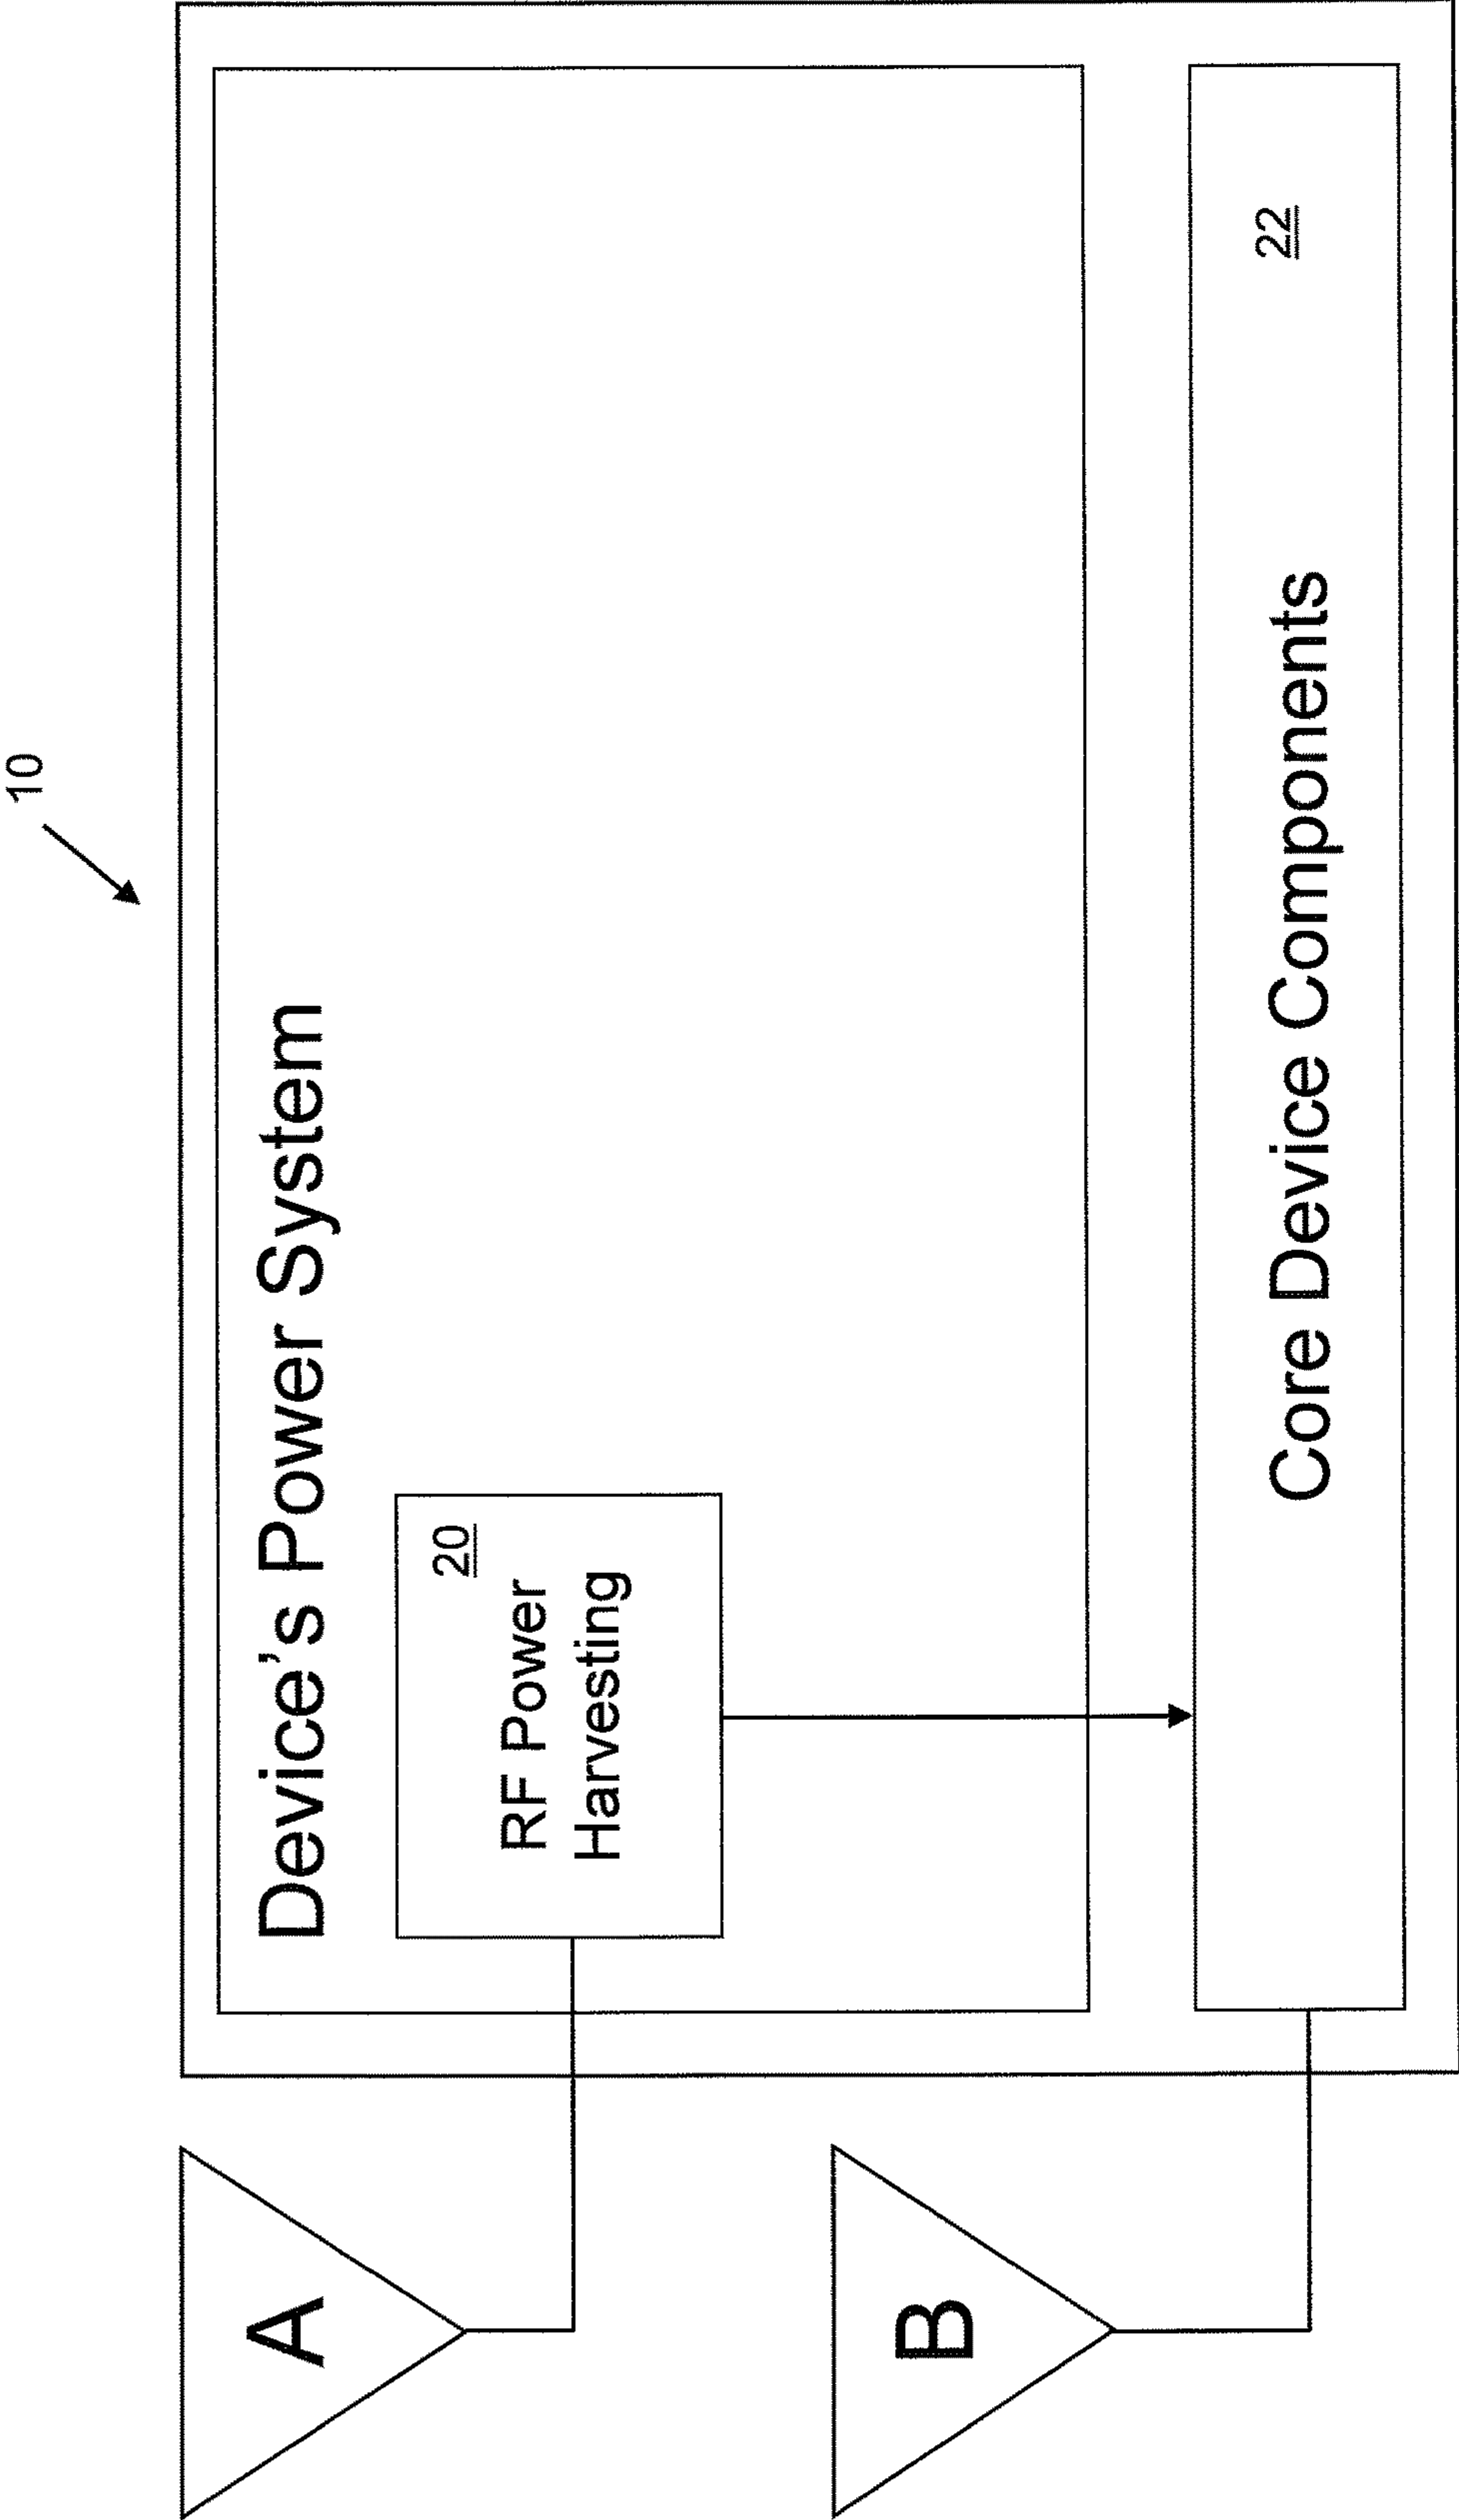 10
A
Device's Power System
20
RF Power
Harvesting
B
22
Core Device Components